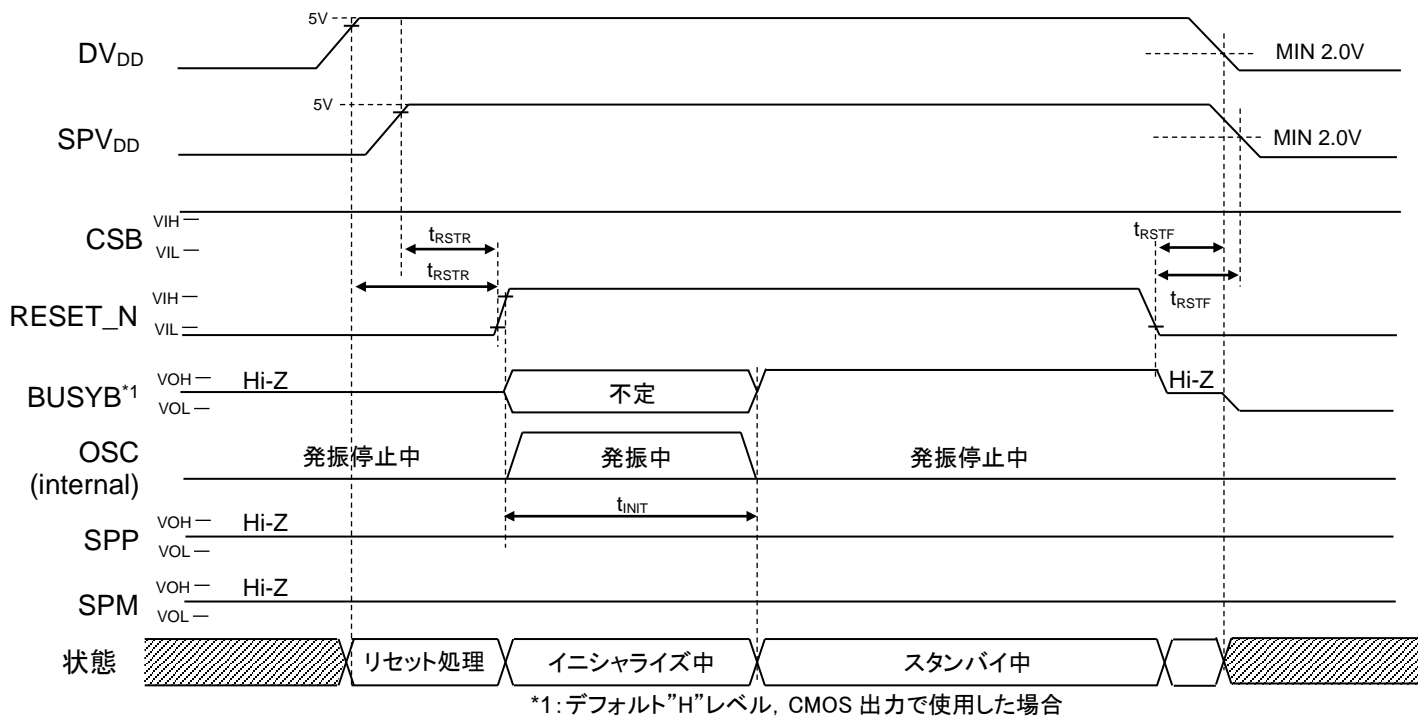 5V
DVDD
MIN 2.0V
5V
SPVDD
MIN 2.0V
VIH
CSB
VIL
tRSTR
tRSTF
tRSTR
tRSTF
VIH
RESET_N
VIL
VOH
Hi-Z
BUSYB*1
不定
Hi-Z
VOL
OSC
(internal)
発振停止中
発振中
発振停止中
tINIT
VOH
Hi-Z
SPP
VOL
VOH
Hi-Z
SPM
VOL
状態
リセット処理
イニシャライズ中
スタンバイ中
*1:デフォルト”H”レベル, CMOS 出力で使用した場合